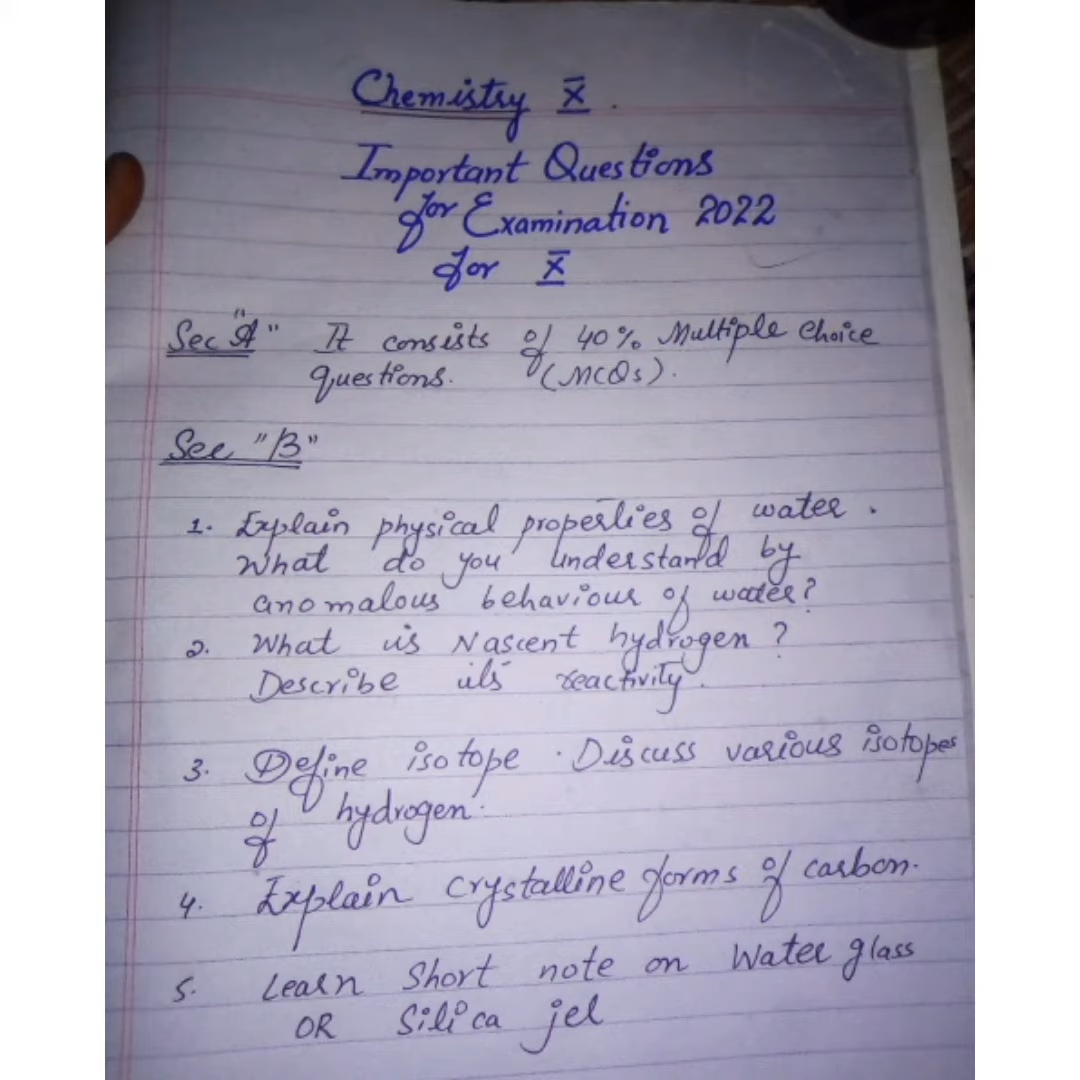 Chemistry X.
Important Questions
for Examination 2022
for X
Sec "A" It consists of 40% Multiple Choice
questions. (MCQs).
Sec "B"
1. Explain physical properties of water.
What do you understand by
anomalous behaviour of water?
2. What is Nascent hydrogen?
Describe its reactivity.
3. Define isotope. Discuss various isotopes
of hydrogen.
4. Explain crystalline forms of carbon.
5. Learn Short note on Water glass
OR Silica jel